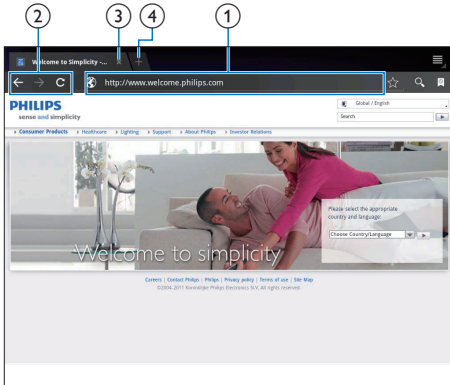 2 3 4 1
Welcome to Simplicity -...
http://www.welcome.philips.com
PHILIPS
sense and simplicity
Global / English
Search
Consumer Products Healthcare Lighting Support About Philips Investor Relations
Please select the appropriate
country and language:
Choose Country/Language
Welcome to simplicity
Careers | Contact Philips | Philips | Privacy policy | Terms of use | Site Map
©2004-2011 Koninklijke Philips Electronics N.V. All rights reserved.